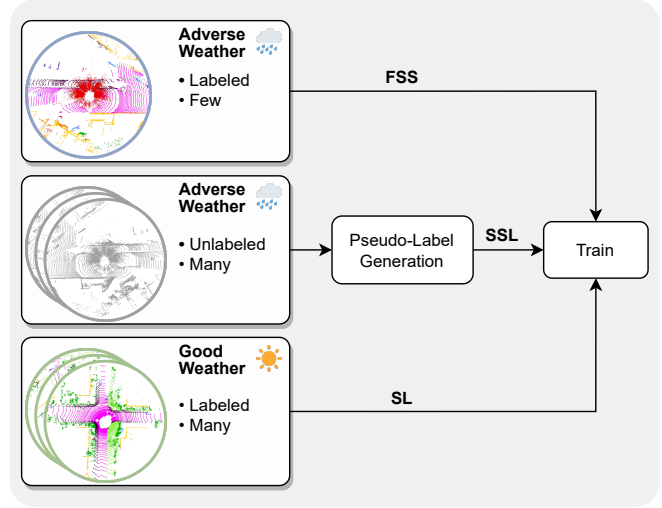 Adverse
Weather
• Labeled
• Few
FSS
Adverse
Weather
• Unlabeled
• Many
Pseudo-Label
Generation
SSL
Train
Good
Weather
• Labeled
• Many
SL